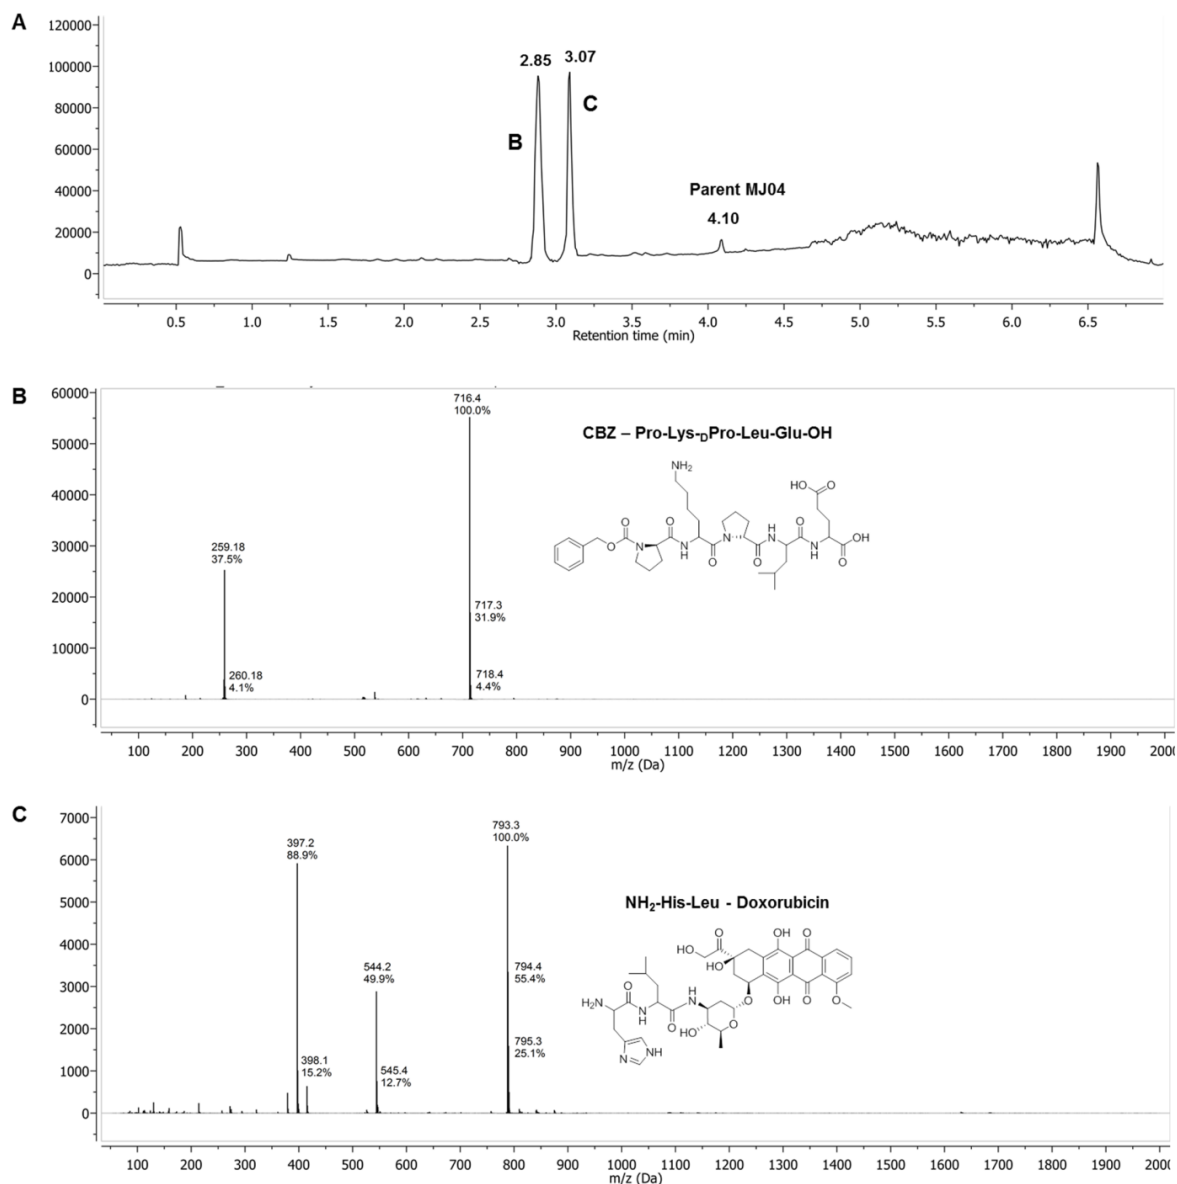 A
120000
100000
80000
60000
40000
20000
0
2.85
3.07
B
C
Parent MJ04
4.10
0.5 1.0 1.5 2.0 2.5 3.0 3.5 4.0 4.5 5.0 5.5 6.0 6.5
Retention time (min)
B
60000
50000
40000
30000
20000
10000
0
716.4
100.0%
CBZ – Pro-Lys-DPro-Leu-Glu-OH
259.18
37.5%
717.3
31.9%
260.18
4.1%
718.4
4.4%
NH2
HO O
O O O H O OH
O N N N N
H O O H O
100 200 300 400 500 600 700 800 900 1000 1100 1200 1300 1400 1500 1600 1700 1800 1900 2000
m/z (Da)
C
7000
6000
5000
4000
3000
2000
1000
0
793.3
100.0%
397.2
88.9%
NH2-His-Leu - Doxorubicin
544.2
49.9%
794.4
55.4%
398.1
15.2%
545.4
12.7%
795.3
25.1%
O OH O
HO
HO
O H
H2N N O OH O O
N O HO O
H
N NH
100 200 300 400 500 600 700 800 900 1000 1100 1200 1300 1400 1500 1600 1700 1800 1900 2000
m/z (Da)